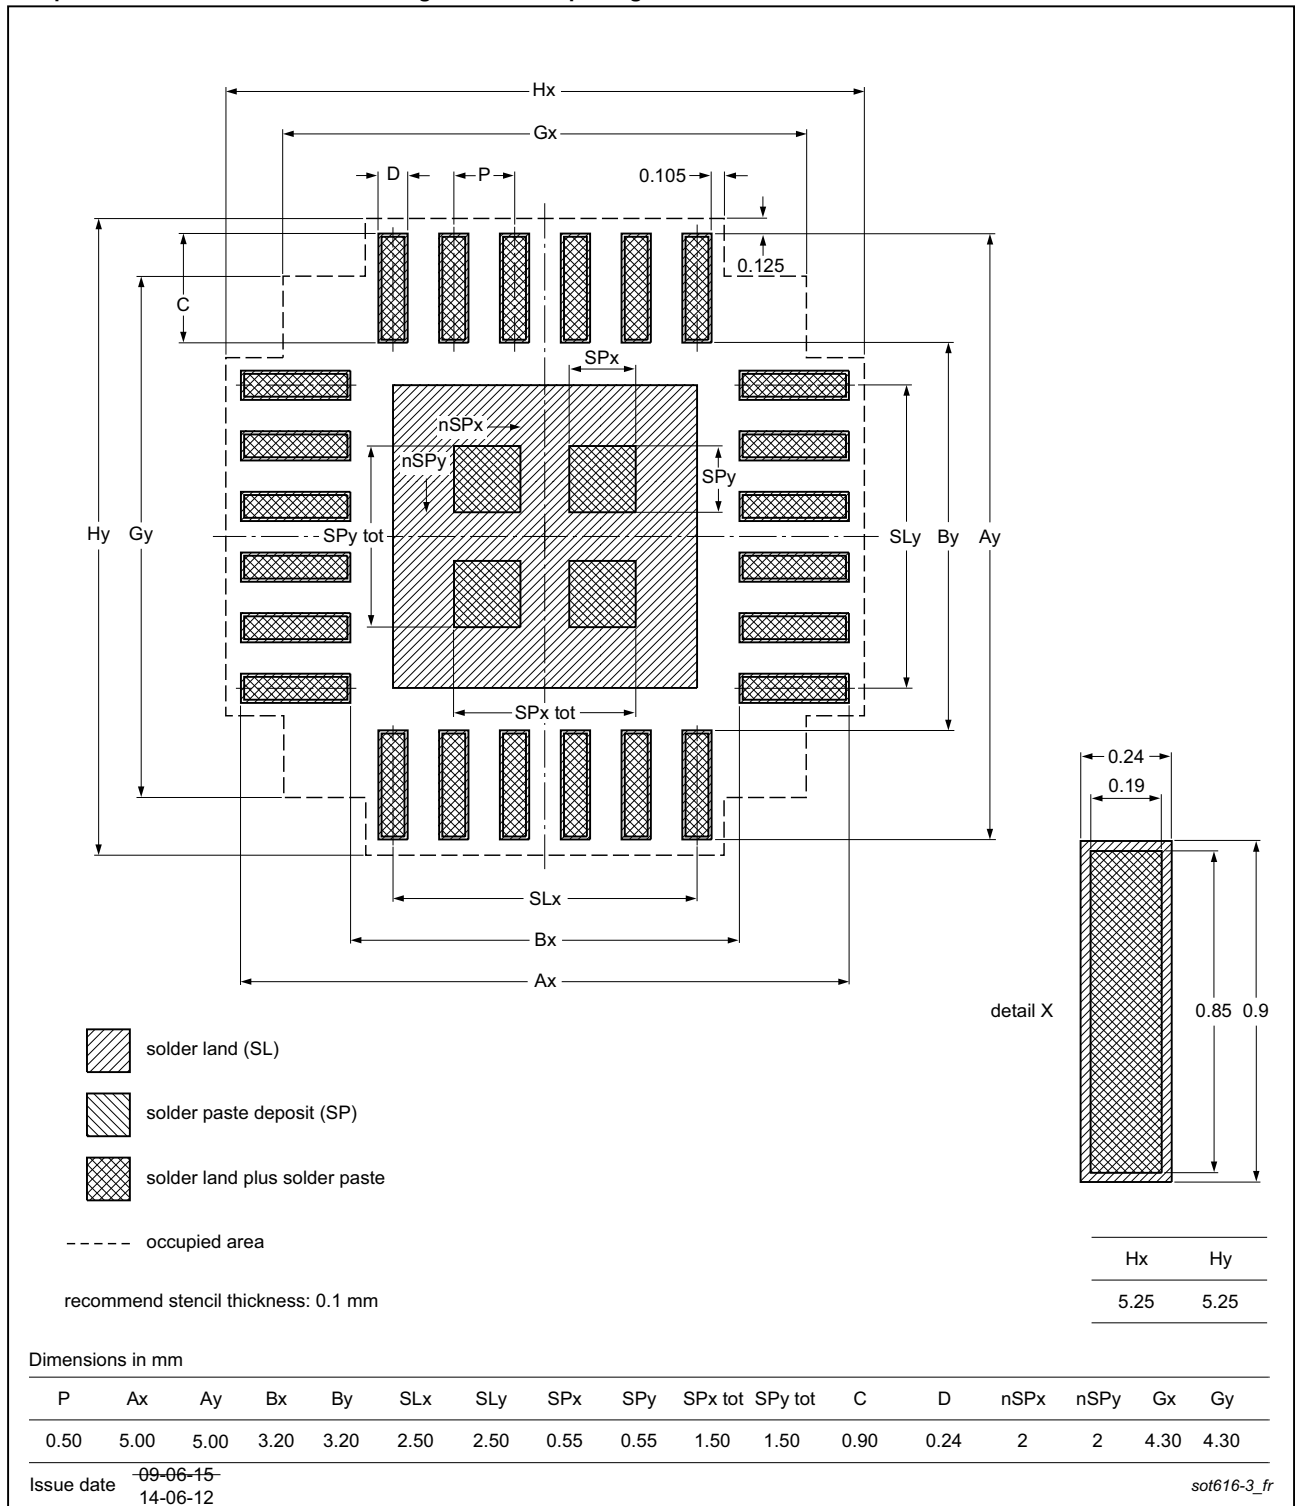 Hx
Gx
D
P
0.105
0.125
C
SPx
nSPx
nSPy
SPy
Hy
Gy
SPy tot
SLy
By
Ay
SPx tot
SLx
Bx
Ax
0.24
0.19
detail X
0.85
0.9
solder land (SL)
solder paste deposit (SP)
solder land plus solder paste
occupied area
Hx Hy
5.25 5.25
recommend stencil thickness: 0.1 mm
Dimensions in mm
P Ax Ay Bx By SLx SLy SPx SPy SPx tot SPy tot C D nSPx nSPy Gx Gy
0.50 5.00 5.00 3.20 3.20 2.50 2.50 0.55 0.55 1.50 1.50 0.90 0.24 2 2 4.30 4.30
Issue date 09-06-15
14-06-12
sot616-3_fr